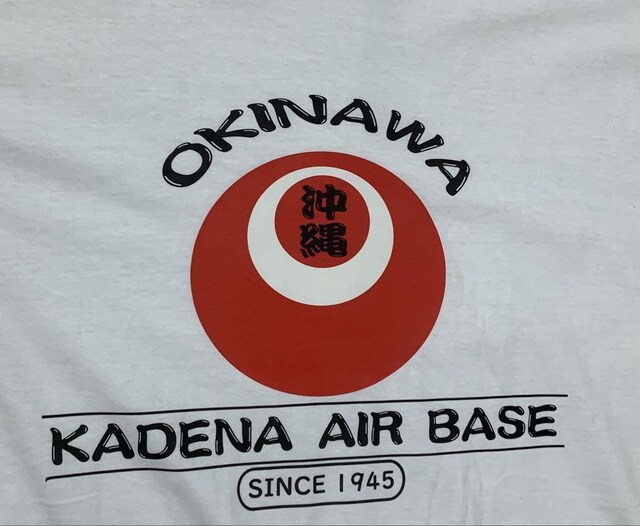 OKINAWA
沖
縄
KADENA AIR BASE
SINCE 1945